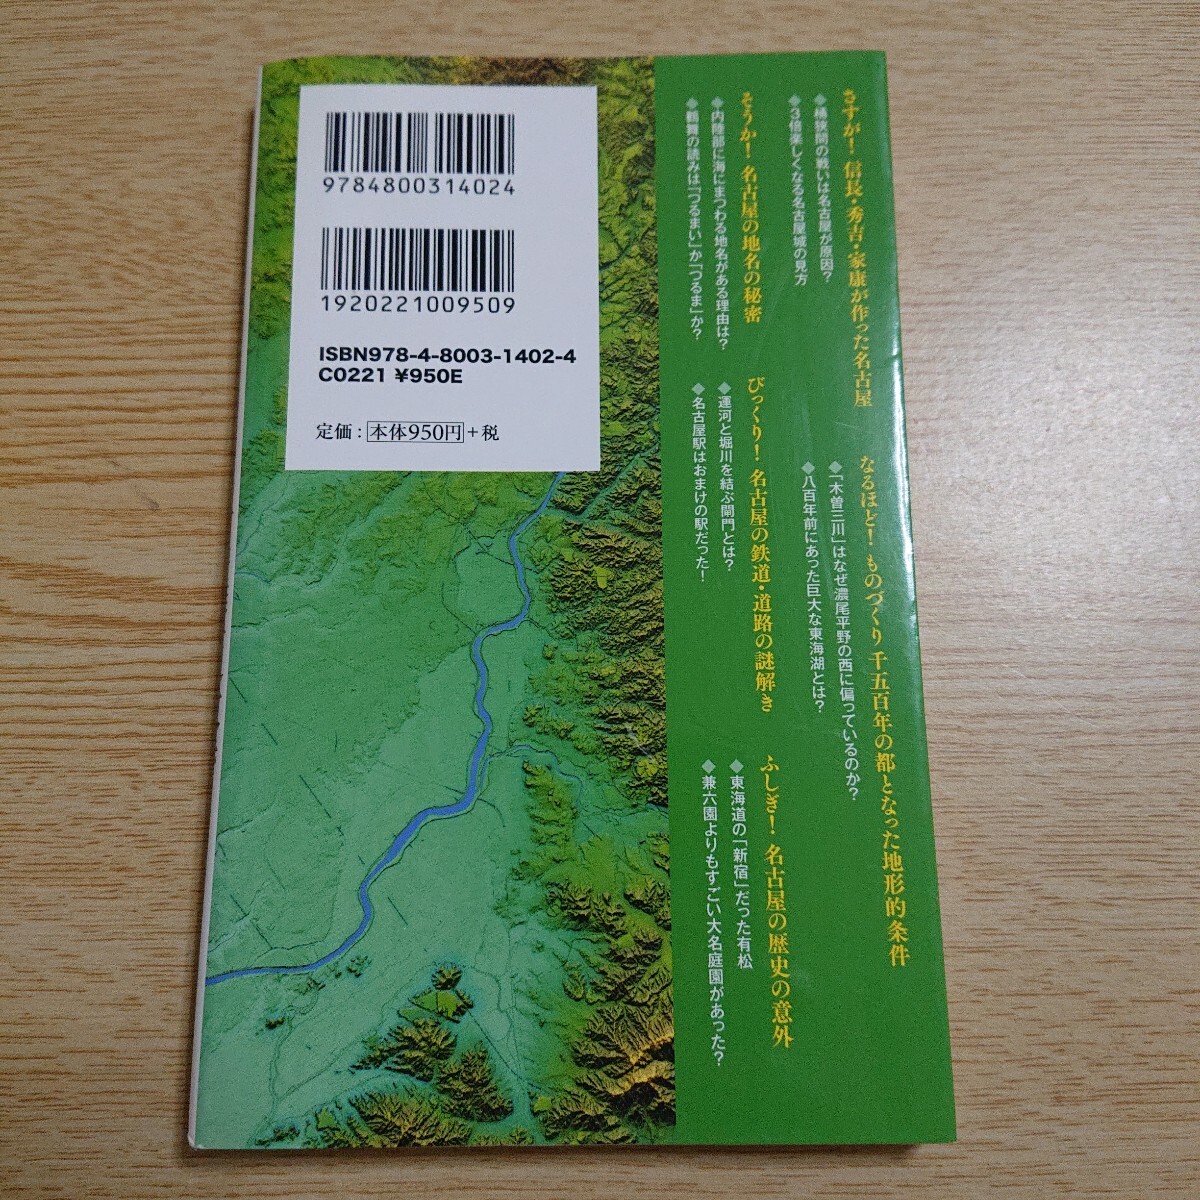 さすが！ 信長・秀吉・家康が作った名古屋
◆桶狭間の戦いは名古屋が原因？
◆3倍楽しくなる名古屋城の見方
なるほど！ ものづくり千五百年の都となった地形的条件
◆「木曽三川」はなぜ濃尾平野の西に偏っているのか？
◆八百年前にあった巨大な東海湖とは？
そうか！ 名古屋の地名の秘密
◆内陸部に海にまつわる地名がある理由は？
◆鶴舞の読みは「つるまい」か「つるま」か？
びっくり！ 名古屋の鉄道・道路の謎解き
◆運河と堀川を結ぶ閘門とは？
◆名古屋駅はおまけの駅だった！
ふしぎ！ 名古屋の歴史の意外
◆東海道の「新宿」だった有松
◆兼六園よりもすごい大名庭園があった？
9784800314024
1920221009509
ISBN978-4-8003-1402-4
C0221 ¥950E
定価：本体950円＋税